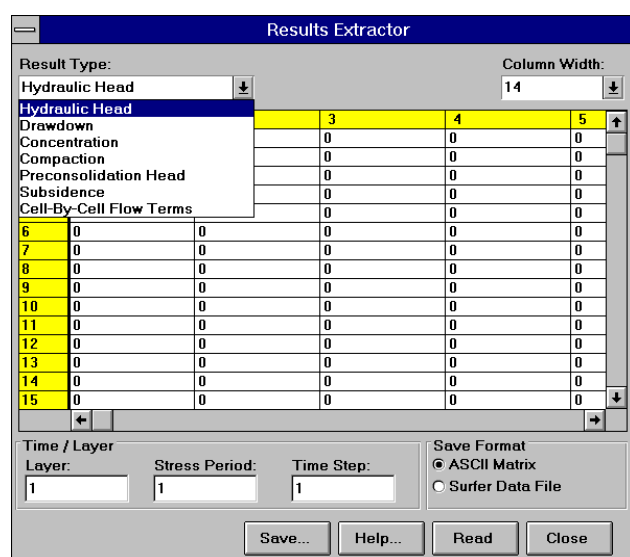 Results Extractor
Result Type: Column Width:
Hydraulic Head 14
Hydraulic Head
Drawdown
Concentration
Compaction
Preconsolidation Head
Subsidence
Cell-By-Cell Flow Terms
3 4 5
0 0 0
0 0 0
0 0 0
0 0 0
0 0 0
6 0 0 0 0 0
7 0 0 0 0 0
8 0 0 0 0 0
9 0 0 0 0 0
10 0 0 0 0 0
11 0 0 0 0 0
12 0 0 0 0 0
13 0 0 0 0 0
14 0 0 0 0 0
15 0 0 0 0 0
Time / Layer Save Format
Layer: Stress Period: Time Step: ASCII Matrix
1 1 1 Surfer Data File
Save... Help... Read Close